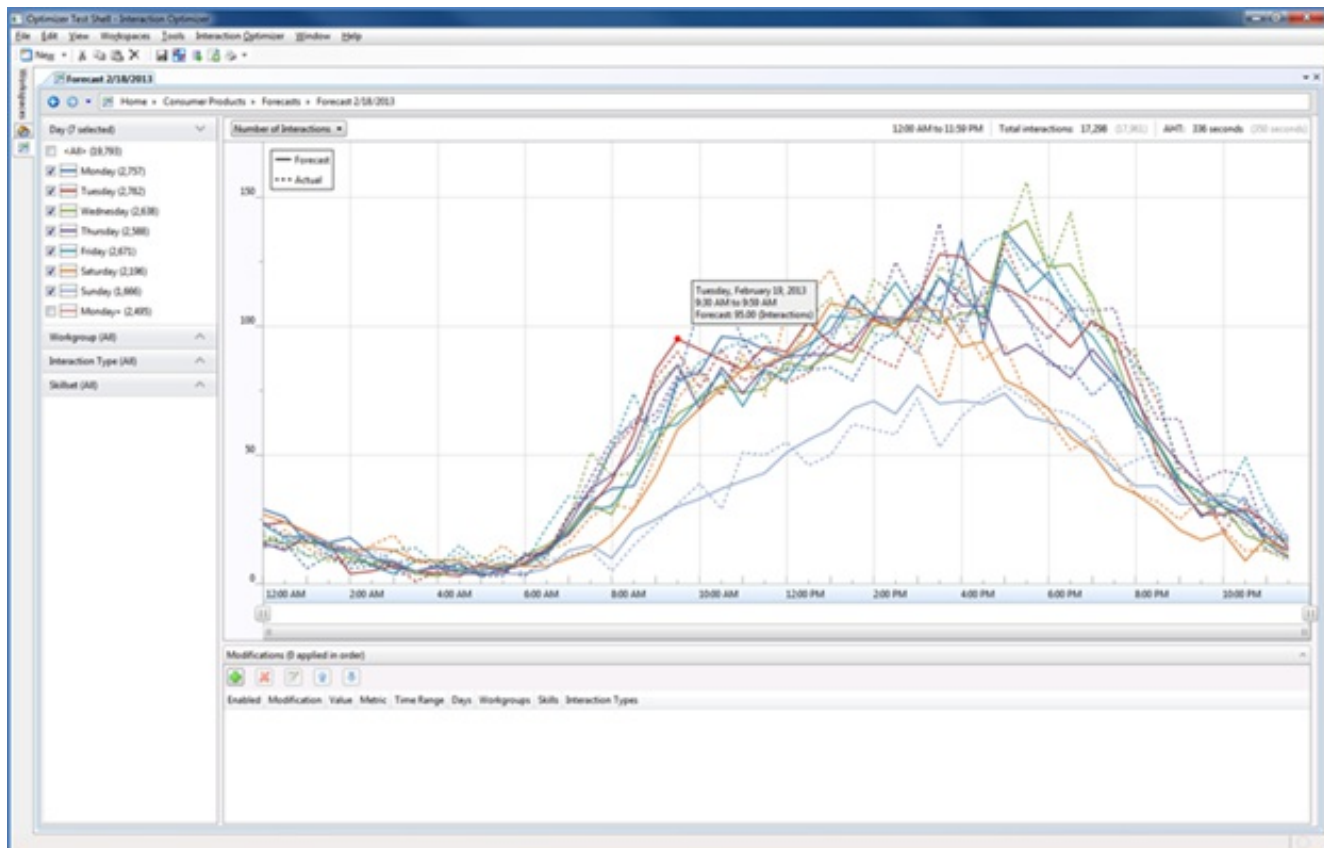 Optimizer Test Shell - Interaction Optimizer
File Edit View Workspaces Tools Interaction Optimizer Window Help
New
Workspaces
Forecast 2/18/2013
Home Consumer Products Forecasts Forecast 2/18/2013
Day (7 selected)
<All> (19,793)
Monday (2,757)
Tuesday (2,782)
Wednesday (2,638)
Thursday (2,588)
Friday (2,671)
Saturday (2,196)
Sunday (1,666)
Monday+ (2,495)
Workgroup (All)
Interaction Type (All)
Skillset (All)
Number of Interactions
12:00 AM to 11:59 PM Total interactions: 17,298 AHT: 336 seconds (350 seconds)
Forecast
Actual
150
100
50
0
Tuesday, February 19, 2013
9:30 AM to 9:59 AM
Forecast: 95.00 (Interactions)
12:00 AM 2:00 AM 4:00 AM 6:00 AM 8:00 AM 10:00 AM 12:00 PM 2:00 PM 4:00 PM 6:00 PM 8:00 PM 10:00 PM
Modifications (0 applied in order)
Enabled Modification Value Metric Time Range Days Workgroups Skills Interaction Types